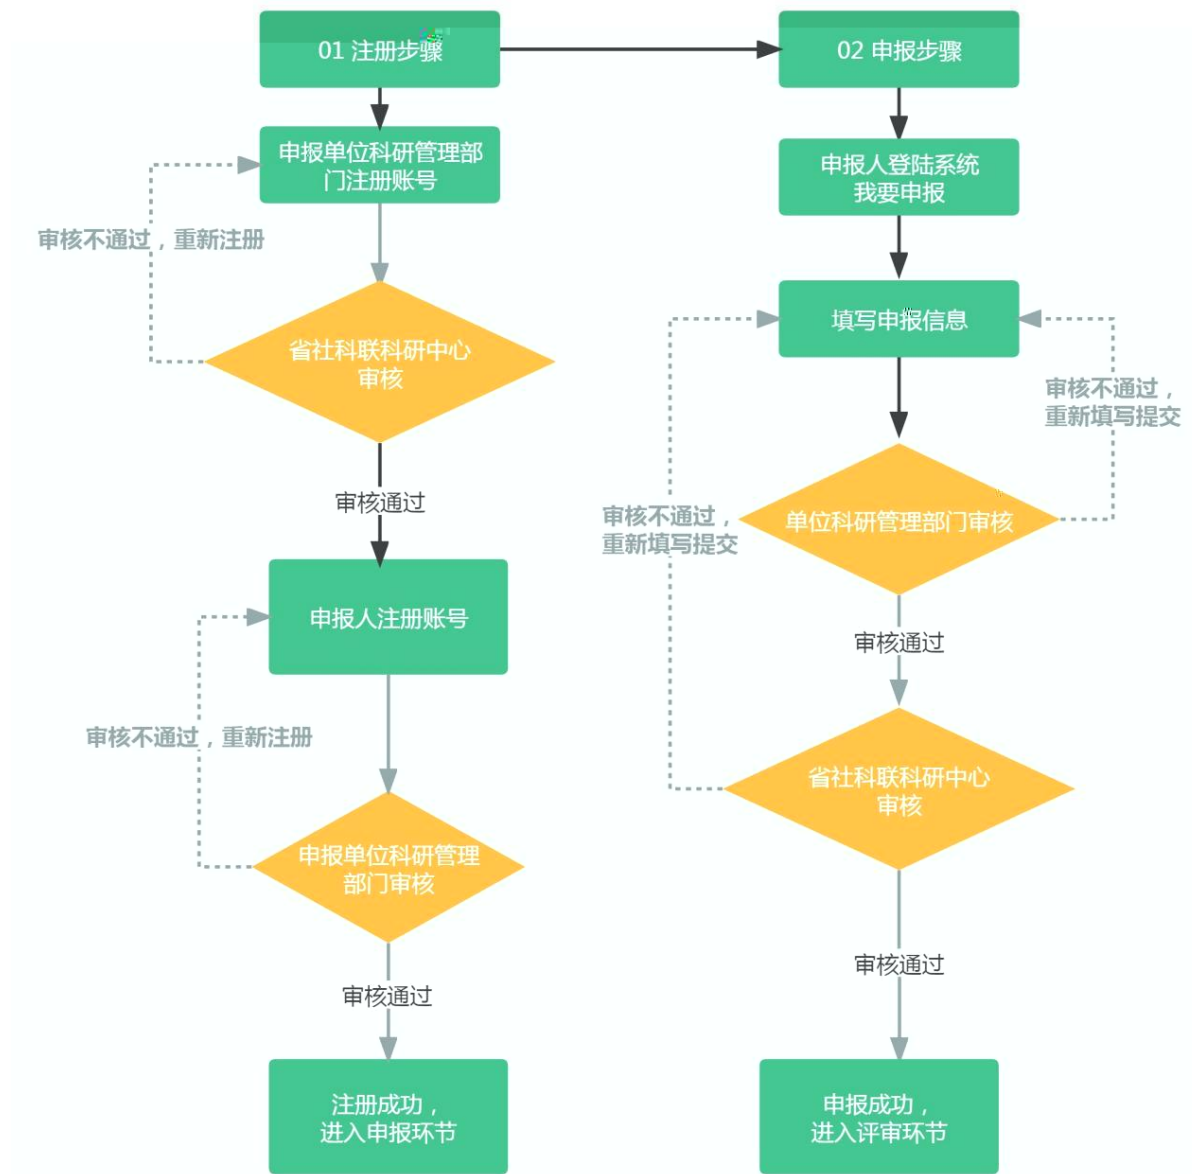 01 注册步骤
申报单位科研管理部
门注册账号
审核不通过，重新注册
省社科联科研中心
审核
审核通过
申报人注册账号
审核不通过，重新注册
申报单位科研管理
部门审核
审核通过
注册成功，
进入申报环节
02 申报步骤
申报人登陆系统
我要申报
填写申报信息
审核不通过，
重新填写提交
单位科研管理部门审核
审核不通过，
重新填写提交
审核通过
省社科联科研中心
审核
审核通过
申报成功，
进入评审环节